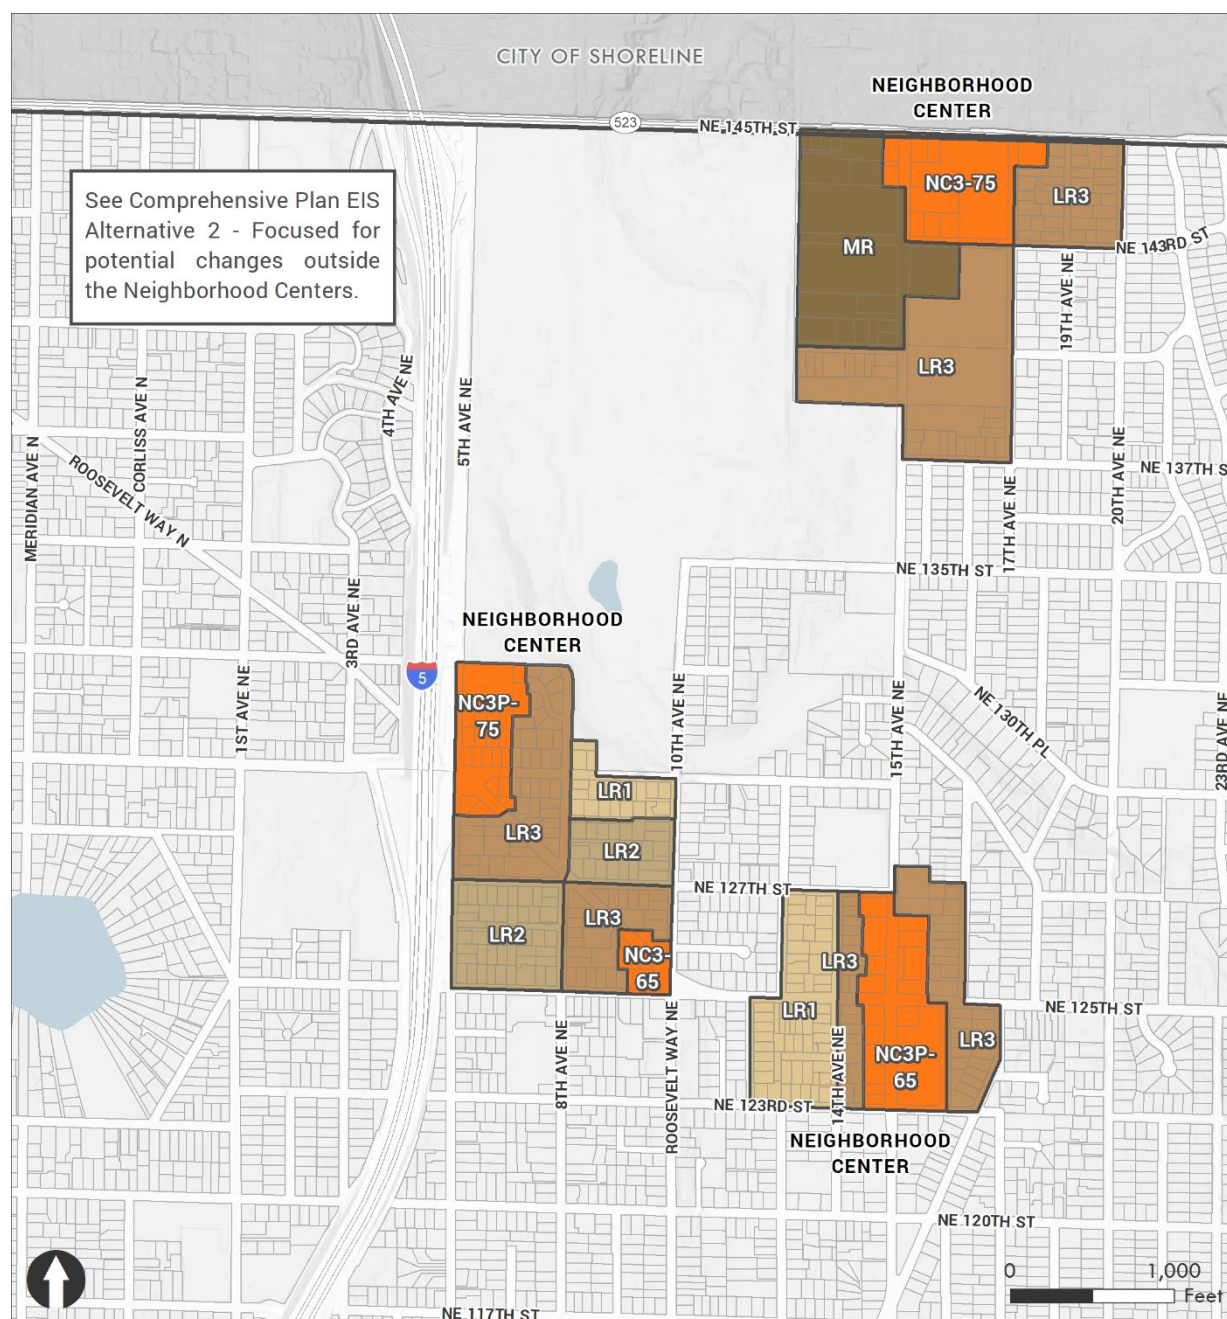 CITY OF SHORELINE
NEIGHBORHOOD
CENTER
523
NE 145TH ST
See Comprehensive Plan EIS
Alternative 2 - Focused for
potential changes outside
the Neighborhood Centers.
NC3-75
LR3
MR
NE 143RD ST
19TH AVE NE
LR3
4TH AVE NE
5TH AVE NE
CORLISS AVE N
MERIDIAN AVE N
ROOSEVELT WAY N
20TH AVE NE
NE 137TH S
17TH AVE NE
NE 135TH ST
3RD AVE NE
NEIGHBORHOOD
CENTER
5
1ST AVE NE
NC3P-
75
10TH AVE NE
15TH AVE NE
NE 130TH PL
23RD AVE NE
LR1
LR3
LR2
NE 127TH ST
LR3
LR2
NC3-
65
LR3
LR1
NE 125TH ST
NC3P-
65
LR3
8TH AVE NE
ROOSEVELT WAY NE
14TH AVE NE
NE 123RD ST
NEIGHBORHOOD
CENTER
NE 120TH ST
0 1,000
Feet
NE 117TH ST